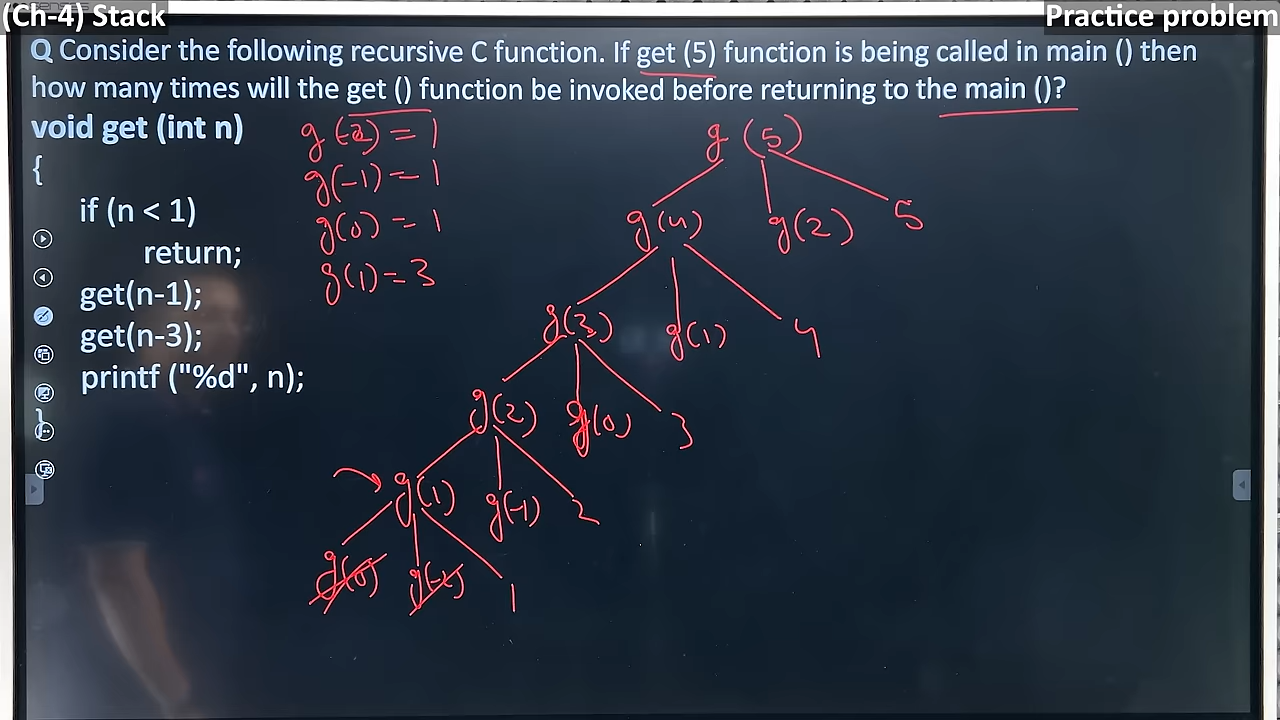 (Ch-4) Stack
Practice problem
Q Consider the following recursive C function. If get (5) function is being called in main () then
how many times will the get () function be invoked before returning to the main ()?
void get (int n)
{
if (n < 1)
return;
get(n-1);
get(n-3);
printf ("%d", n);
}
g(-2) = 1
g(-1) = 1
g(0) = 1
g(1) = 3
g (5)
g(4) g(2) 5
g(3) g(1) 4
g(2) g(0) 3
g(1) g(-1) 2
g(0) g(-2) 1